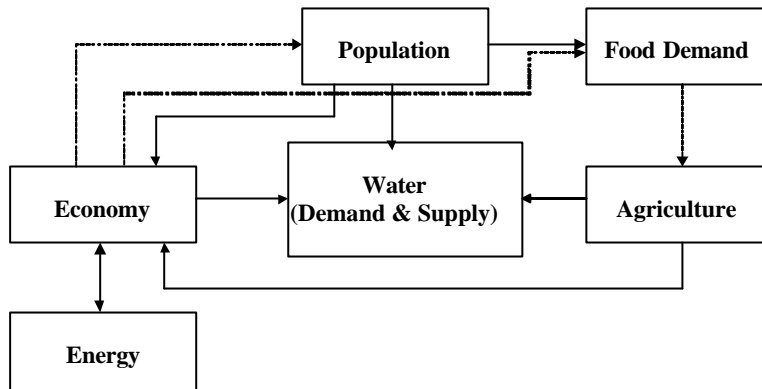 Population
Food Demand
Water
(Demand & Supply)
Economy
Agriculture
Energy